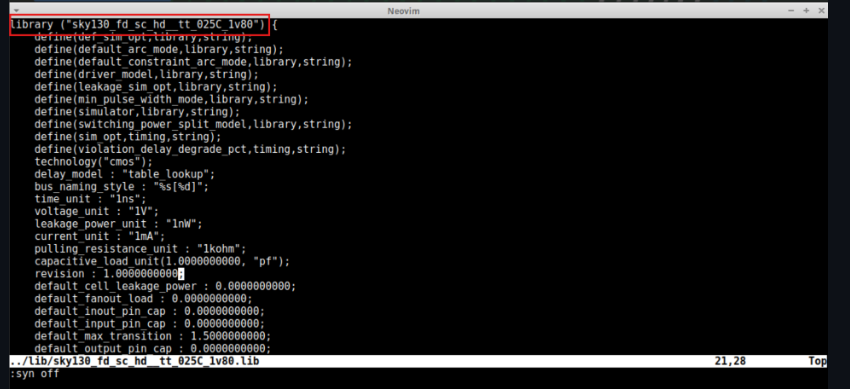 Neovim
library ("sky130_fd_sc_hd__tt_025C_1v80") {
    define(def_sim_opt,library,string);
    define(default_arc_mode,library,string);
    define(default_constraint_arc_mode,library,string);
    define(driver_model,library,string);
    define(leakage_sim_opt,library,string);
    define(min_pulse_width_mode,library,string);
    define(simulator,library,string);
    define(switching_power_split_model,library,string);
    define(sim_opt,timing,string);
    define(violation_delay_degrade_pct,timing,string);
    technology("cmos");
    delay_model : "table_lookup";
    bus_naming_style : "%s[%d]";
    time_unit : "1ns";
    voltage_unit : "1V";
    leakage_power_unit : "1nW";
    current_unit : "1mA";
    pulling_resistance_unit : "1kohm";
    capacitive_load_unit(1.0000000000, "pf");
    revision : 1.0000000000;
    default_cell_leakage_power : 0.0000000000;
    default_fanout_load : 0.0000000000;
    default_inout_pin_cap : 0.0000000000;
    default_input_pin_cap : 0.0000000000;
    default_max_transition : 1.5000000000;
    default_output_pin_cap : 0.0000000000;
../lib/sky130_fd_sc_hd__tt_025C_1v80.lib 21,28 Top
:syn off